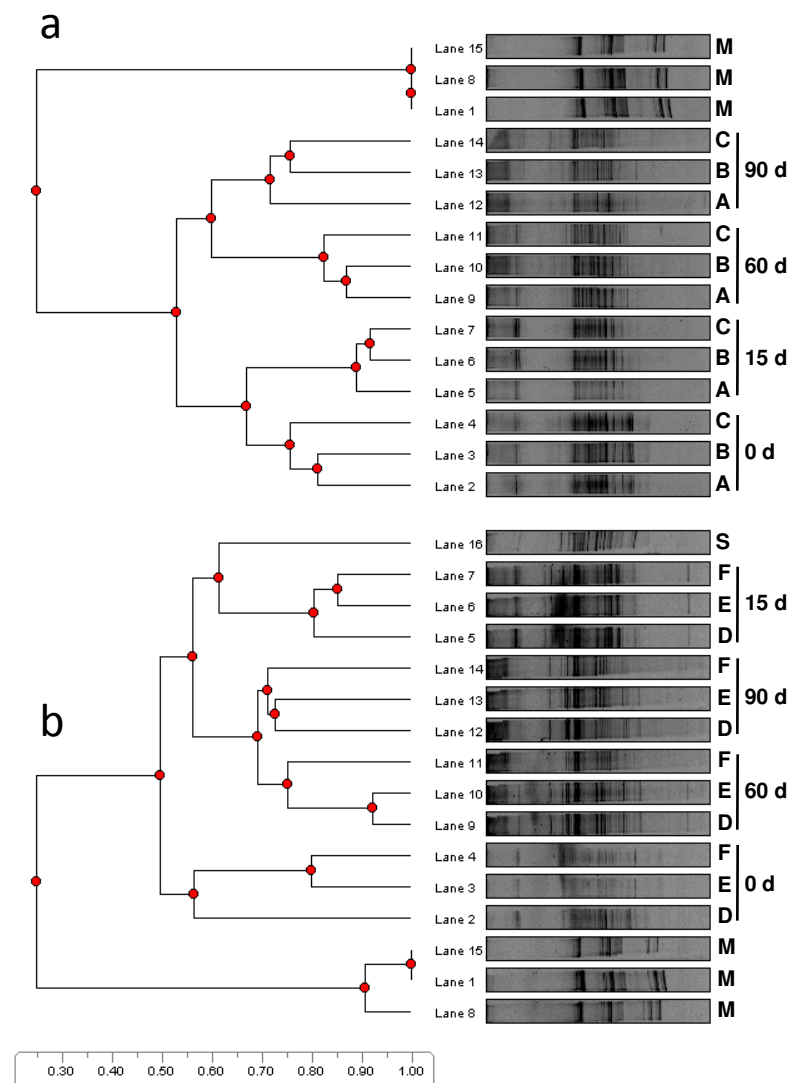 a
Lane 15 M
Lane 8 M
Lane 1 M
Lane 14 C
Lane 13 B 90 d
Lane 12 A
Lane 11 C
Lane 10 B 60 d
Lane 9 A
Lane 7 C
Lane 6 B 15 d
Lane 5 A
Lane 4 C
Lane 3 B 0 d
Lane 2 A
b
Lane 16 S
Lane 7 F
Lane 6 E 15 d
Lane 5 D
Lane 14 F
Lane 13 E 90 d
Lane 12 D
Lane 11 F
Lane 10 E 60 d
Lane 9 D
Lane 4 F
Lane 3 E 0 d
Lane 2 D
Lane 15 M
Lane 1 M
Lane 8 M
0.30 0.40 0.50 0.60 0.70 0.80 0.90 1.00